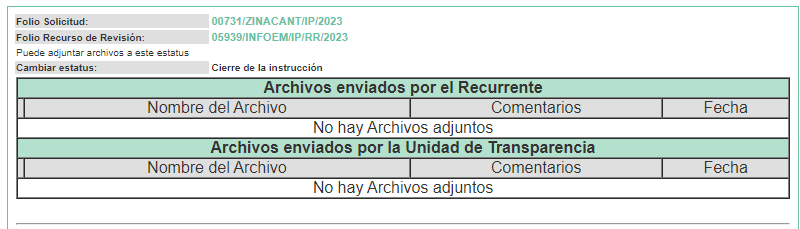 Folio Solicitud: 00731/ZINACANT/IP/2023
Folio Recurso de Revisión: 05939/INFOEM/IP/RR/2023
Puede adjuntar archivos a este estatus
Cambiar estatus: Cierre de la instrucción
Archivos enviados por el Recurrente
Nombre del Archivo Comentarios Fecha
No hay Archivos adjuntos
Archivos enviados por la Unidad de Transparencia
Nombre del Archivo Comentarios Fecha
No hay Archivos adjuntos